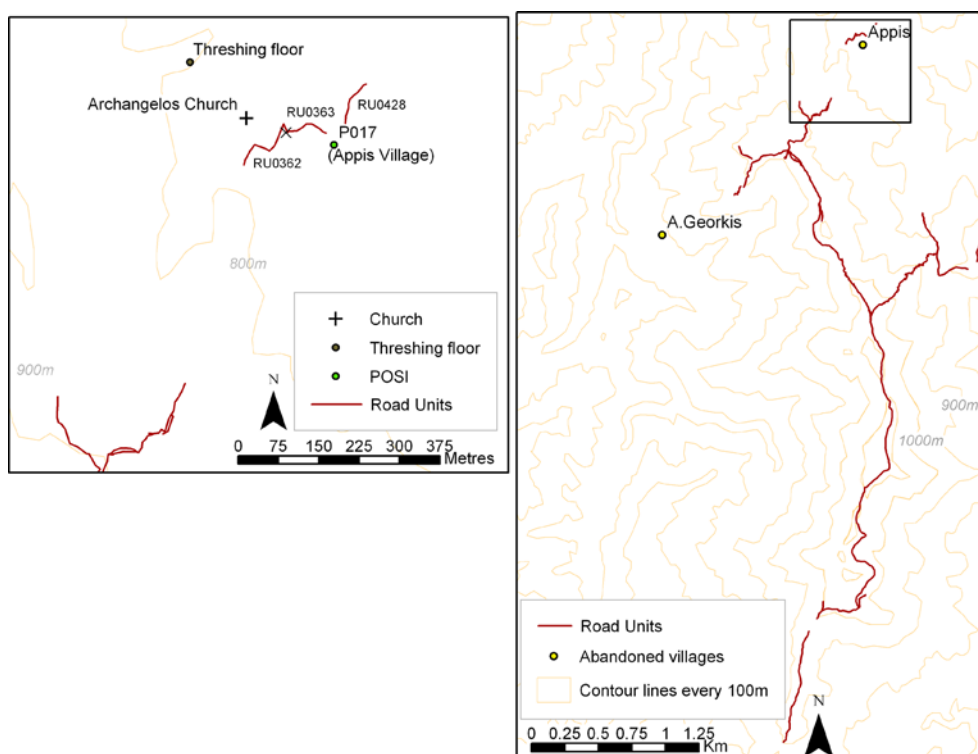 Threshing floor
Archangelos Church
RU0363
RU0428
P017
(Appis Village)
RU0362
800m
900m
Church
Threshing floor
POSI
Road Units
N
0 75 150 225 300 375
Metres
Appis
A.Georkis
900m
1000m
Road Units
Abandoned villages
Contour lines every 100m
N
0 0.25 0.5 0.75 1 1.25
Km